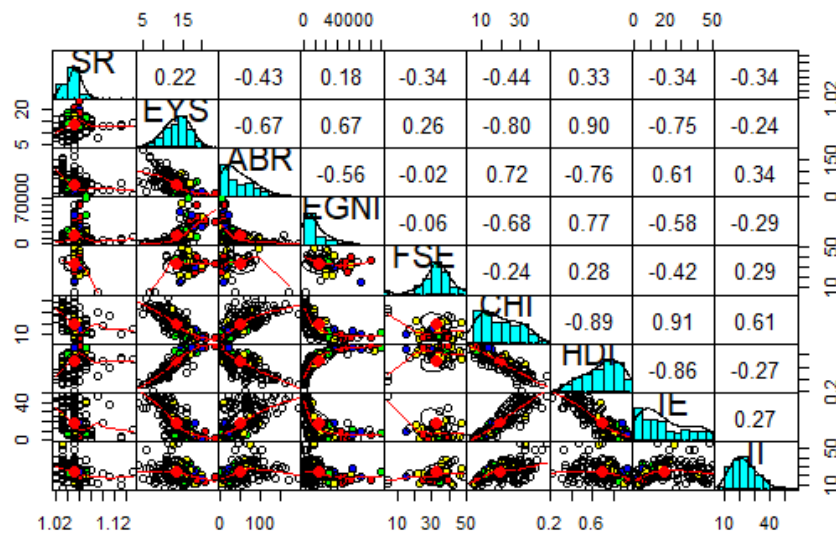 5 15 0 40000 10 30 0 20 50
SR 0.22 -0.43 0.18 -0.34 -0.44 0.33 -0.34 -0.34 1.02
5 20 EYS -0.67 0.67 0.26 -0.80 0.90 -0.75 -0.24
ABR -0.56 -0.02 0.72 -0.76 0.61 0.34 0 150
0 70000 EGNI -0.06 -0.68 0.77 -0.58 -0.29
FSE -0.24 0.28 -0.42 0.29 10 50
10 CHI -0.89 0.91 0.61
HDI -0.86 -0.27 0.2
0 40 IE 0.27
II 10 50
1.02 1.12 0 100 10 30 50 0.2 0.6 10 40